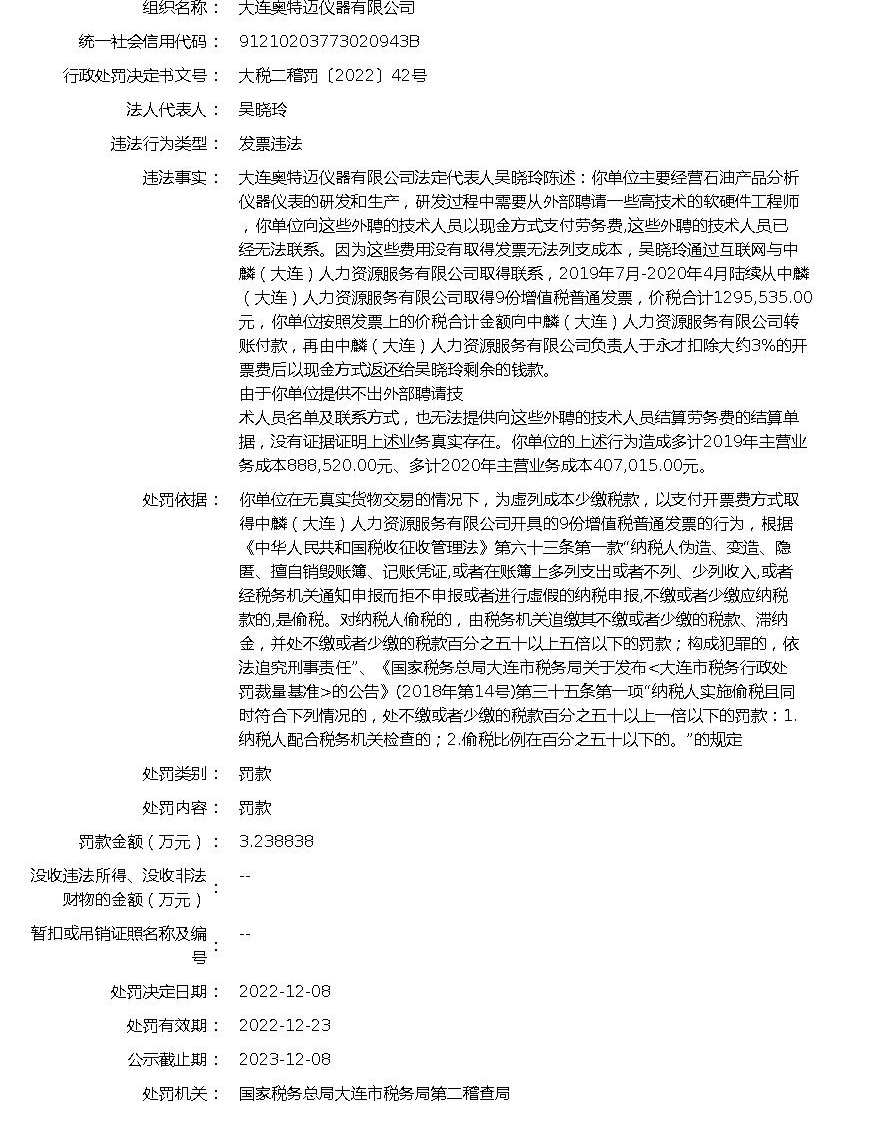 组织名称： 大连奥特迈仪器有限公司
统一社会信用代码： 91210203773020943B
行政处罚决定书文号： 大税二稽罚〔2022〕42号
法人代表人： 吴晓玲
违法行为类型： 发票违法
违法事实： 大连奥特迈仪器有限公司法定代表人吴晓玲陈述：你单位主要经营石油产品分析
仪器仪表的研发和生产，研发过程中需要从外部聘请一些高技术的软硬件工程师
，你单位向这些外聘的技术人员以现金方式支付劳务费,这些外聘的技术人员已
经无法联系。因为这些费用没有取得发票无法列支成本，吴晓玲通过互联网与中
麟（大连）人力资源服务有限公司取得联系，2019年7月-2020年4月陆续从中麟
（大连）人力资源服务有限公司取得9份增值税普通发票，价税合计1295,535.00
元，你单位按照发票上的价税合计金额向中麟（大连）人力资源服务有限公司转
账付款，再由中麟（大连）人力资源服务有限公司负责人于永才扣除大约3%的开
票费后以现金方式返还给吴晓玲剩余的钱款。
由于你单位提供不出外部聘请技
术人员名单及联系方式，也无法提供向这些外聘的技术人员结算劳务费的结算单
据，没有证据证明上述业务真实存在。你单位的上述行为造成多计2019年主营业
务成本888,520.00元、多计2020年主营业务成本407,015.00元。
处罚依据： 你单位在无真实货物交易的情况下，为虚列成本少缴税款，以支付开票费方式取
得中麟（大连）人力资源服务有限公司开具的9份增值税普通发票的行为，根据
《中华人民共和国税收征收管理法》第六十三条第一款“纳税人伪造、变造、隐
匿、擅自销毁账簿、记账凭证,或者在账簿上多列支出或者不列、少列收入,或者
经税务机关通知申报而拒不申报或者进行虚假的纳税申报,不缴或者少缴应纳税
款的,是偷税。对纳税人偷税的，由税务机关追缴其不缴或者少缴的税款、滞纳
金，并处不缴或者少缴的税款百分之五十以上五倍以下的罚款；构成犯罪的，依
法追究刑事责任”、《国家税务总局大连市税务局关于发布<大连市税务行政处
罚裁量基准>的公告》(2018年第14号)第三十五条第一项“纳税人实施偷税且同
时符合下列情况的，处不缴或者少缴的税款百分之五十以上一倍以下的罚款：1.
纳税人配合税务机关检查的；2.偷税比例在百分之五十以下的。”的规定
处罚类别： 罚款
处罚内容： 罚款
罚款金额（万元）： 3.238838
没收违法所得、没收非法
财物的金额（万元）： --
暂扣或吊销证照名称及编
号： --
处罚决定日期： 2022-12-08
处罚有效期： 2022-12-23
公示截止期： 2023-12-08
处罚机关： 国家税务总局大连市税务局第二稽查局